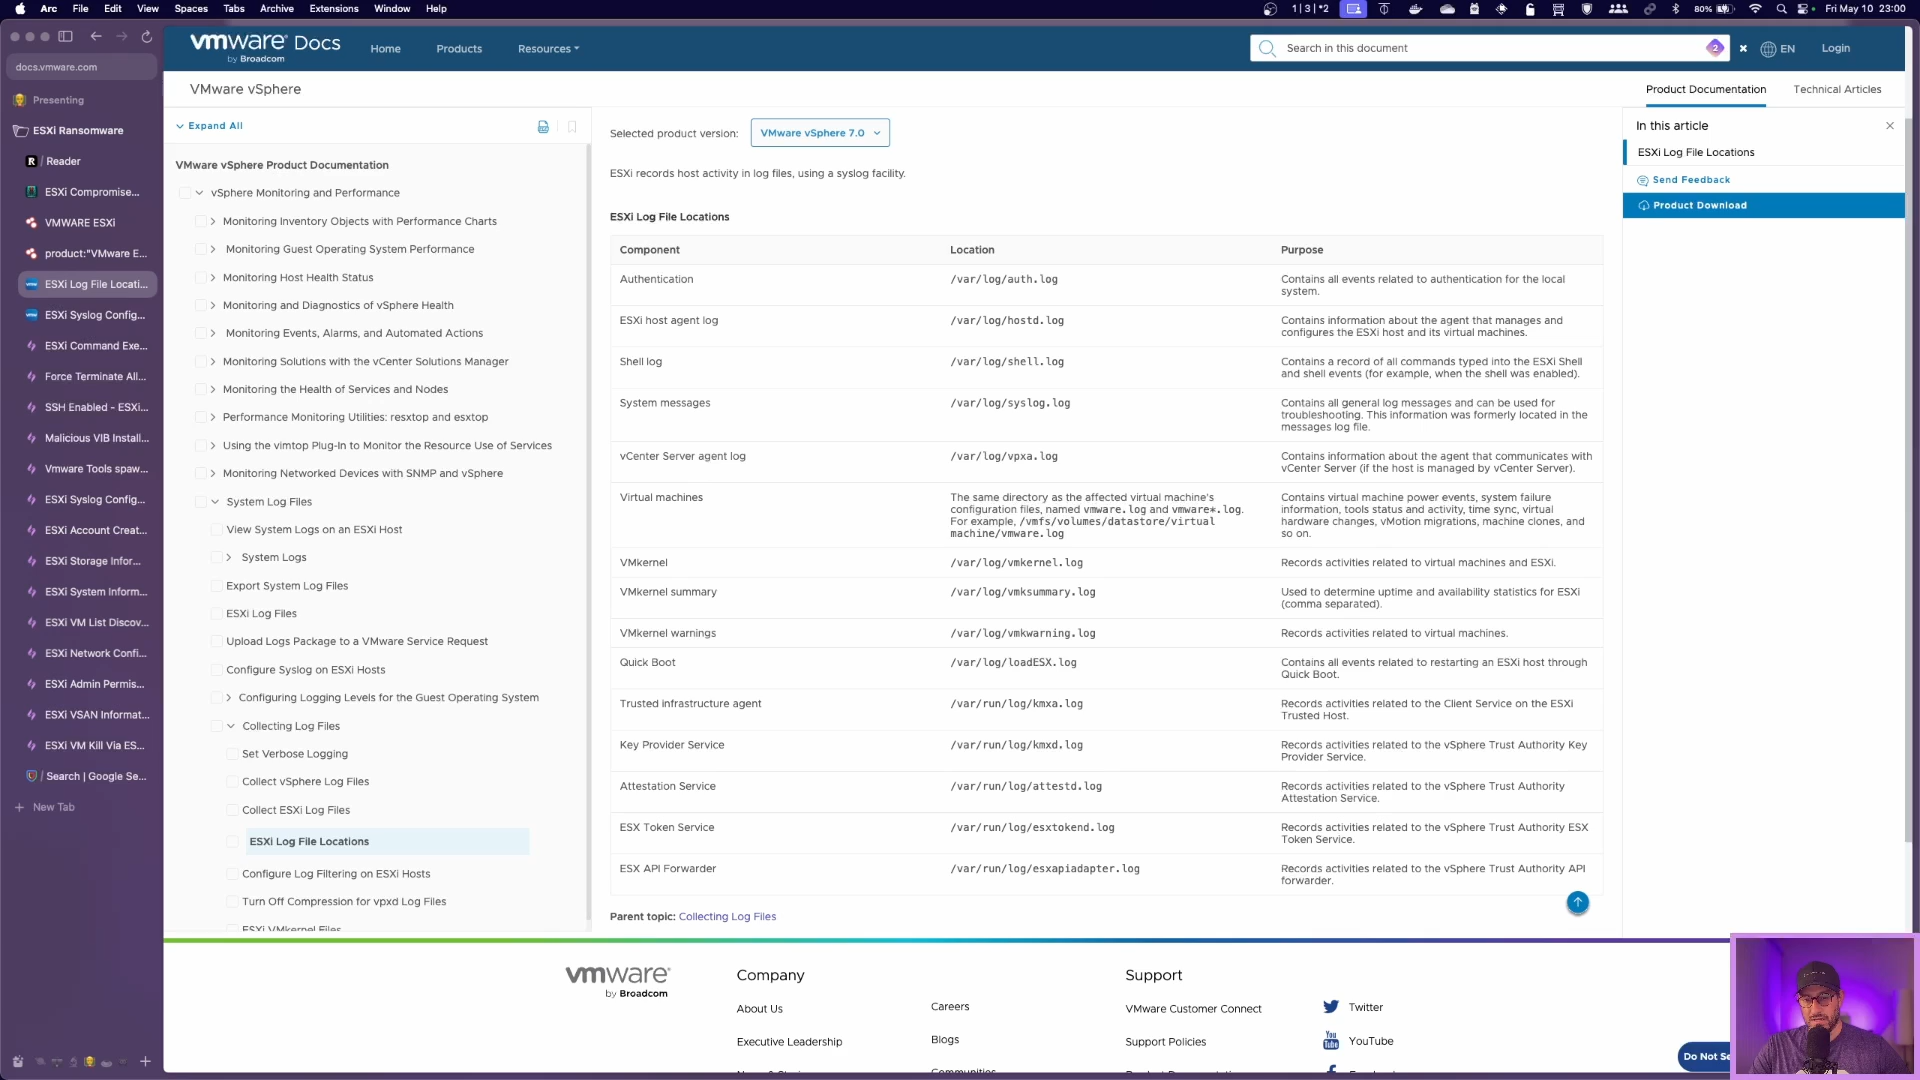 Arc File Edit View Spaces Tabs Archive Extensions Window Help
1 | 3 | *2
80%
Fri May 10 23:00
docs.vmware.com
Presenting
ESXi Ransomware
R / Reader
ESXi Compromise...
VMWARE ESXi
product:"VMware E...
ESXi Log File Locati...
ESXi Syslog Config...
ESXi Command Exe...
Force Terminate All...
SSH Enabled - ESXi...
Malicious VIB Install...
Vmware Tools spaw...
ESXi Syslog Config...
ESXi Account Creat...
ESXi Storage Infor...
ESXi System Inform...
ESXi VM List Discov...
ESXi Network Confi...
ESXi Admin Permis...
ESXi VSAN Informat...
ESXi VM Kill Via ES...
/ Search | Google Se...
New Tab
vmware® Docs
by Broadcom
Home Products Resources
Search in this document
2
EN
Login
VMware vSphere
Product Documentation
Technical Articles
Expand All
VMware vSphere Product Documentation
vSphere Monitoring and Performance
Monitoring Inventory Objects with Performance Charts
Monitoring Guest Operating System Performance
Monitoring Host Health Status
Monitoring and Diagnostics of vSphere Health
Monitoring Events, Alarms, and Automated Actions
Monitoring Solutions with the vCenter Solutions Manager
Monitoring the Health of Services and Nodes
Performance Monitoring Utilities: resxtop and esxtop
Using the vimtop Plug-In to Monitor the Resource Use of Services
Monitoring Networked Devices with SNMP and vSphere
System Log Files
View System Logs on an ESXi Host
System Logs
Export System Log Files
ESXi Log Files
Upload Logs Package to a VMware Service Request
Configure Syslog on ESXi Hosts
Configuring Logging Levels for the Guest Operating System
Collecting Log Files
Set Verbose Logging
Collect vSphere Log Files
Collect ESXi Log Files
ESXi Log File Locations
Configure Log Filtering on ESXi Hosts
Turn Off Compression for vpxd Log Files
ESXi VMkernel Files
Selected product version: VMware vSphere 7.0
ESXi records host activity in log files, using a syslog facility.
ESXi Log File Locations
Component Location Purpose
Authentication /var/log/auth.log Contains all events related to authentication for the local
system.
ESXi host agent log /var/log/hostd.log Contains information about the agent that manages and
configures the ESXi host and its virtual machines.
Shell log /var/log/shell.log Contains a record of all commands typed into the ESXi Shell
and shell events (for example, when the shell was enabled).
System messages /var/log/syslog.log Contains all general log messages and can be used for
troubleshooting. This information was formerly located in the
messages log file.
vCenter Server agent log /var/log/vpxa.log Contains information about the agent that communicates with
vCenter Server (if the host is managed by vCenter Server).
Virtual machines The same directory as the affected virtual machine's Contains virtual machine power events, system failure
configuration files, named vmware.log and vmware*.log. information, tools status and activity, time sync, virtual
For example, /vmfs/volumes/datastore/virtual hardware changes, vMotion migrations, machine clones, and
machine/vmware.log so on.
VMkernel /var/log/vmkernel.log Records activities related to virtual machines and ESXi.
VMkernel summary /var/log/vmksummary.log Used to determine uptime and availability statistics for ESXi
(comma separated).
VMkernel warnings /var/log/vmkwarning.log Records activities related to virtual machines.
Quick Boot /var/log/loadESX.log Contains all events related to restarting an ESXi host through
Quick Boot.
Trusted infrastructure agent /var/run/log/kmxa.log Records activities related to the Client Service on the ESXi
Trusted Host.
Key Provider Service /var/run/log/kmxd.log Records activities related to the vSphere Trust Authority Key
Provider Service.
Attestation Service /var/run/log/attestd.log Records activities related to the vSphere Trust Authority
Attestation Service.
ESX Token Service /var/run/log/esxtokend.log Records activities related to the vSphere Trust Authority ESX
Token Service.
ESX API Forwarder /var/run/log/esxapiadapter.log Records activities related to the vSphere Trust Authority API
forwarder.
Parent topic: Collecting Log Files
In this article
ESXi Log File Locations
Send Feedback
Product Download
vmware®
by Broadcom
Company
About Us
Executive Leadership
Careers
Blogs
Communities
Support
VMware Customer Connect
Support Policies
Twitter
YouTube
Do Not Se